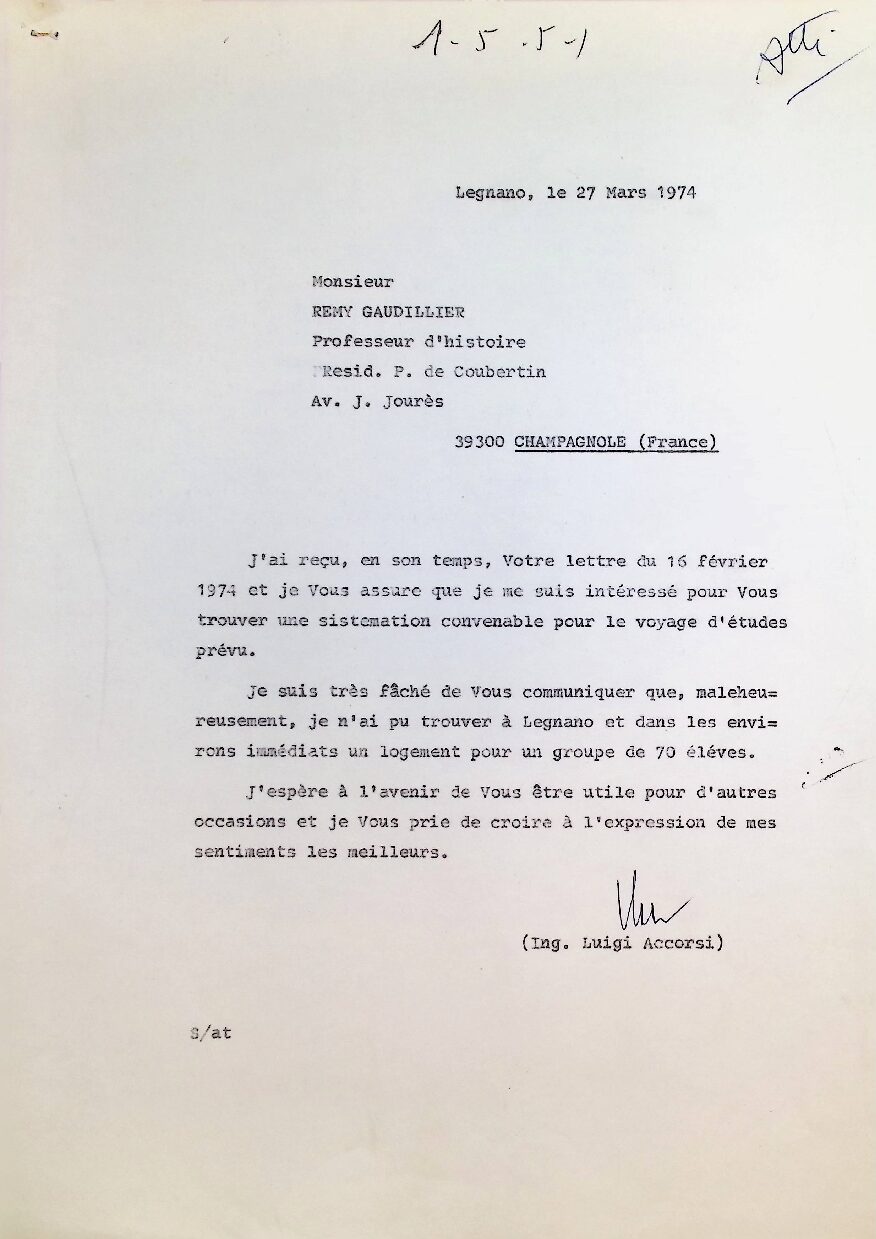 1-5.5-1
Atti
Legnano, le 27 Mars 1974
Monsieur
REMY GAUDILLIER
Professeur d'histoire
Resid. P. de Coubertin
Av. J. Jourès
39300 CHAMPAGNOLE (France)
J'ai reçu, en son temps, Votre lettre du 16 février
1974 et je Vous assure que je me suis intéressé pour Vous
trouver une sistemation convenable pour le voyage d'études
prévu.
Je suis très fâché de Vous communiquer que, maleheu=
reusement, je n'ai pu trouver à Legnano et dans les envi=
rons immédiats un logement pour un groupe de 70 éléves.
J'espère à l'avenir de Vous être utile pour d'autres
occasions et je Vous prie de croire à l'expression de mes
sentiments les meilleurs.
(Ing. Luigi Accorsi)
S/at